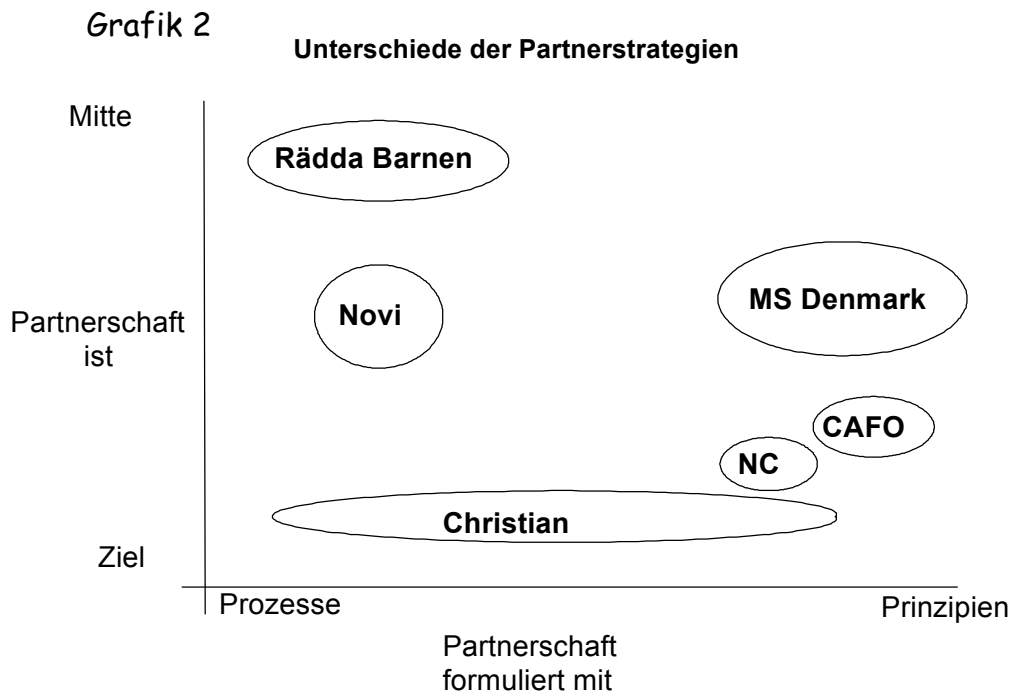 Grafik 2
Unterschiede der Partnerstrategien
Mitte
Rädda Barnen
MS Denmark
Novi
Partnerschaft
ist
CAFO
NC
Christian
Ziel
Prozesse
Prinzipien
Partnerschaft
formuliert mit